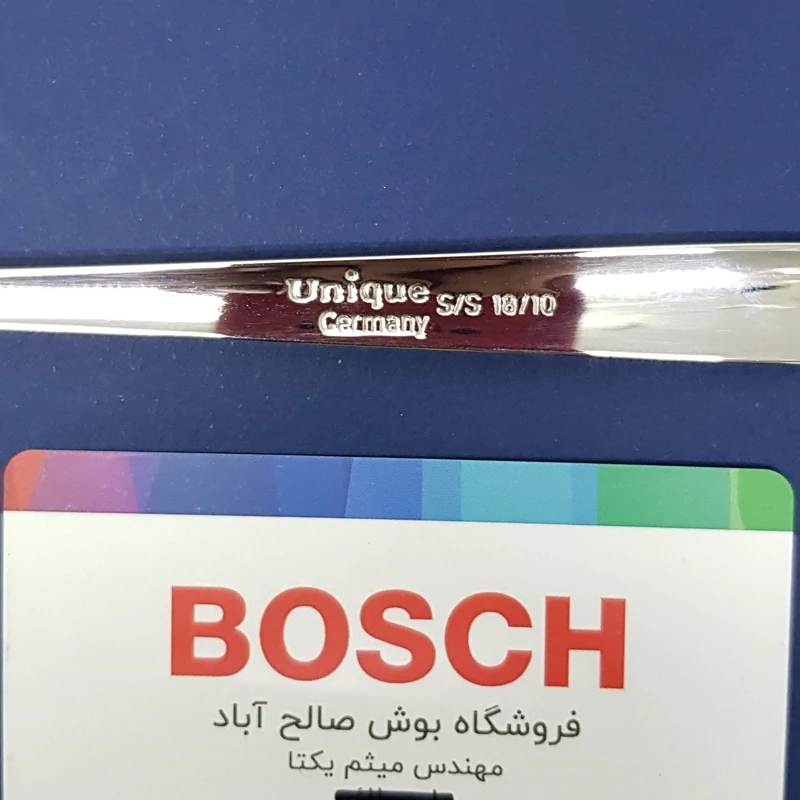 Unique S/S 18/10
Germany
BOSCH
فروشگاه بوش صالح آباد
مهندس میثم یکتا